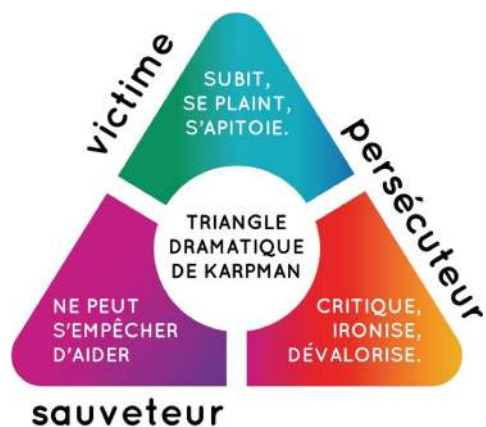 victime
SUBIT,
SE PLAINT,
S'APITOIE.
persécuteur
TRIANGLE
DRAMATIQUE
DE KARPMAN
NE PEUT
S'EMPÊCHER
D'AIDER
CRITIQUE,
IRONISE,
DÉVALORISE.
sauveteur